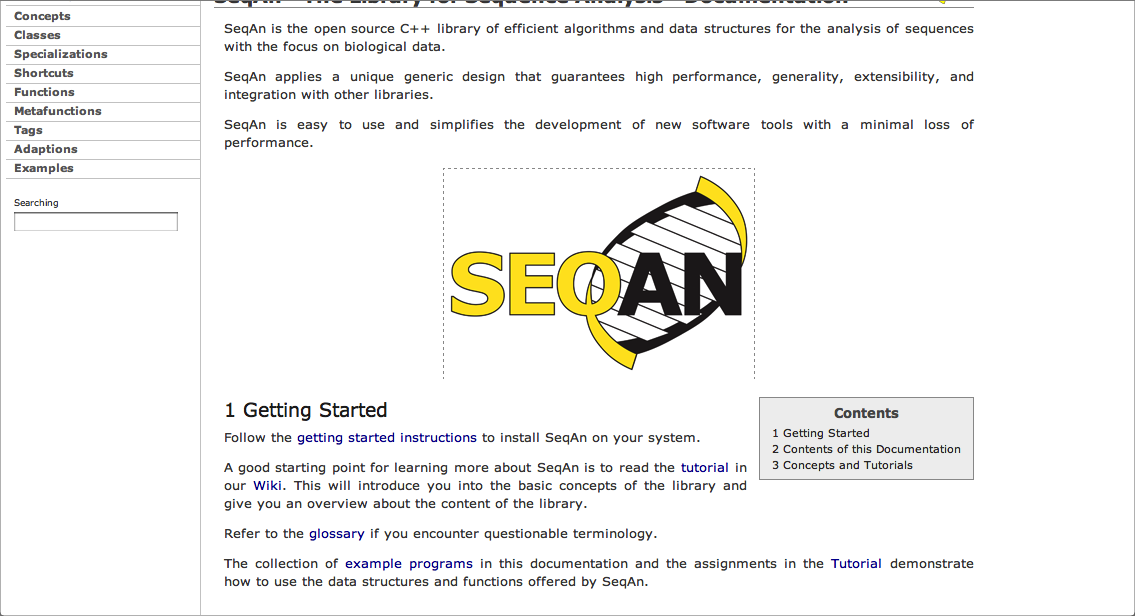 Concepts
Classes
Specializations
Shortcuts
Functions
Metafunctions
Tags
Adaptions
Examples
Searching
SeqAn - The Library for Sequence Analysis - Documentation
SeqAn is the open source C++ library of efficient algorithms and data structures for the analysis of sequences
with the focus on biological data.
SeqAn applies a unique generic design that guarantees high performance, generality, extensibility, and
integration with other libraries.
SeqAn is easy to use and simplifies the development of new software tools with a minimal loss of
performance.
SEQAN
1 Getting Started
Follow the getting started instructions to install SeqAn on your system.
A good starting point for learning more about SeqAn is to read the tutorial in
our Wiki. This will introduce you into the basic concepts of the library and
give you an overview about the content of the library.
Contents
1 Getting Started
2 Contents of this Documentation
3 Concepts and Tutorials
Refer to the glossary if you encounter questionable terminology.
The collection of example programs in this documentation and the assignments in the Tutorial demonstrate
how to use the data structures and functions offered by SeqAn.